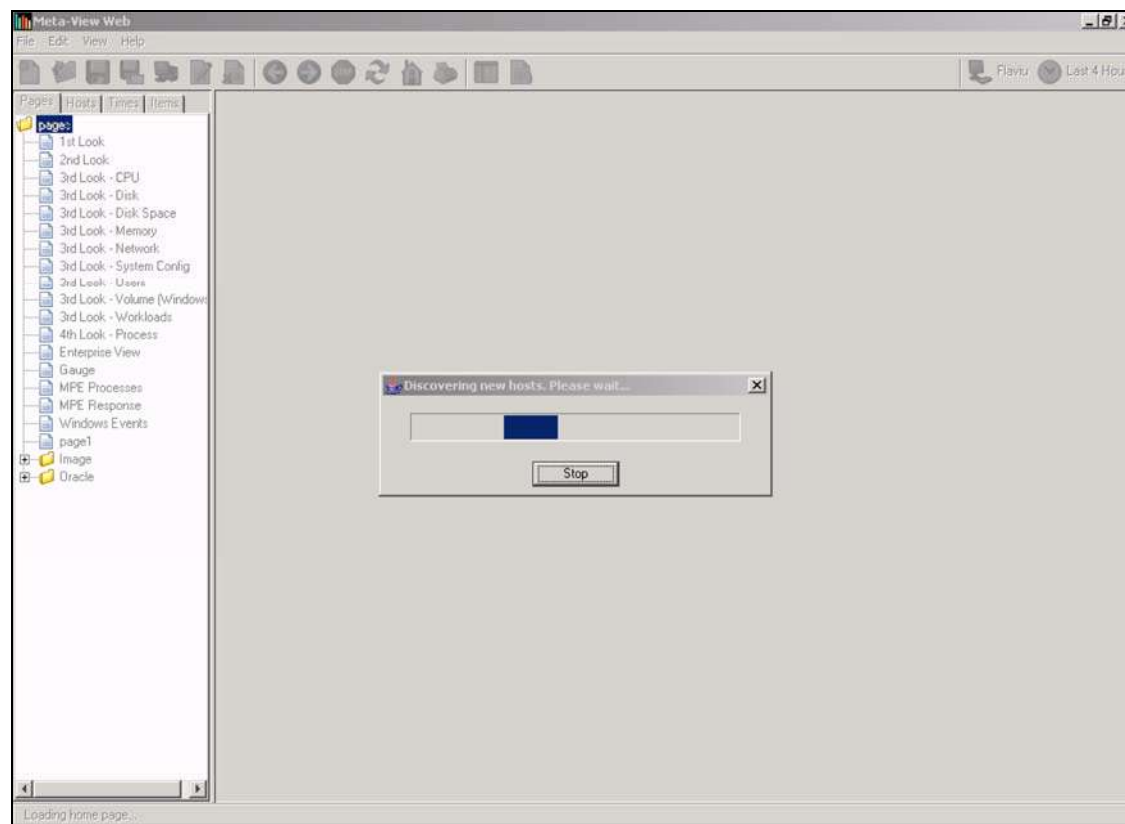 Meta-View Web
File Edit View Help
Flaviu Last 4 Hou
Pages Hosts Times Items
pages
1st Look
2nd Look
3rd Look - CPU
3rd Look - Disk
3rd Look - Disk Space
3rd Look - Memory
3rd Look - Network
3rd Look - System Config
3rd Look - Users
3rd Look - Volume (Windows
3rd Look - Workloads
4th Look - Process
Enterprise View
Gauge
MPE Processes
MPE Response
Windows Events
page1
Image
Oracle
Discovering new hosts. Please wait...
Stop
Loading home page...